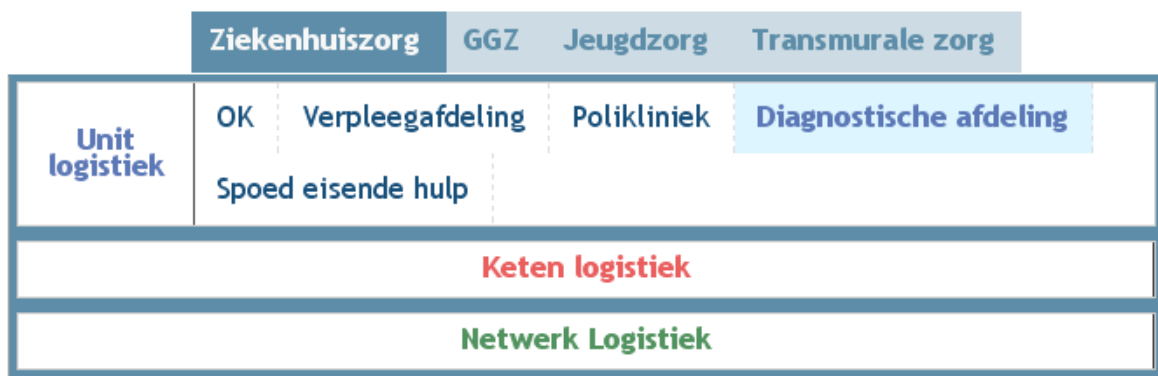 Ziekenhuiszorg GGZ Jeugdzorg Transmurale zorg
Unit logistiek
OK Verpleegafdeling Polikliniek Diagnostische afdeling
Spoed eisende hulp
Keten logistiek
Netwerk Logistiek